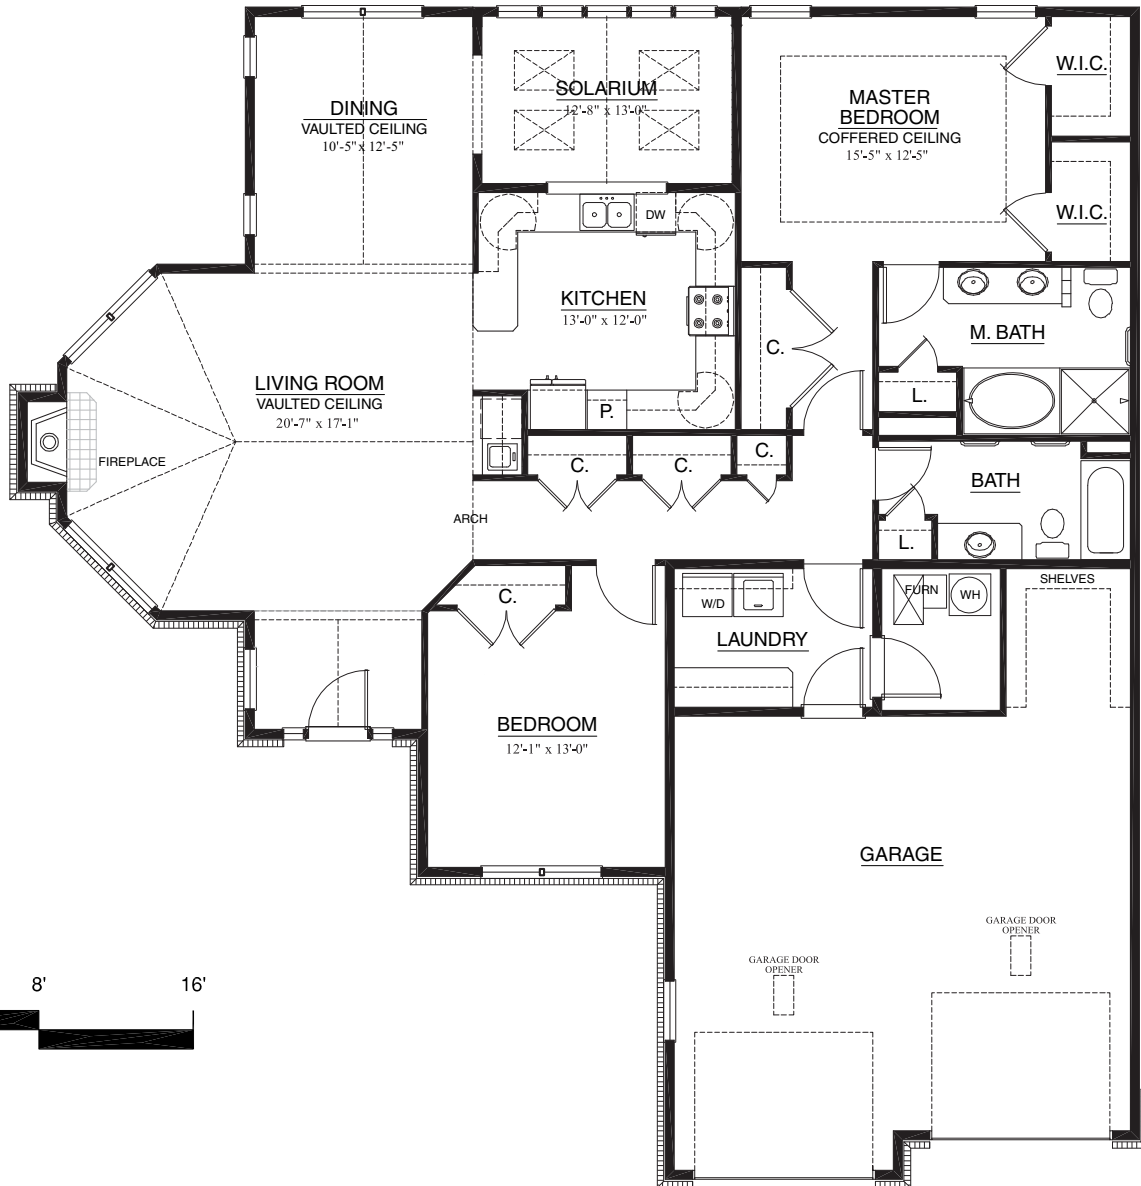 DINING
VAULTED CEILING
10'-5" x 12'-5"
SOLARIUM
12'-8" x 13'-0"
MASTER
BEDROOM
COFFERED CEILING
15'-5" x 12'-5"
W.I.C.
W.I.C.
DW
KITCHEN
13'-0" x 12'-0"
P.
C.
M. BATH
L.
LIVING ROOM
VAULTED CEILING
20'-7" x 17'-1"
FIREPLACE
ARCH
C.
C.
C.
BATH
L.
C.
W/D
LAUNDRY
FURN
WH
SHELVES
BEDROOM
12'-1" x 13'-0"
GARAGE
GARAGE DOOR
OPENER
GARAGE DOOR
OPENER
8'
16'